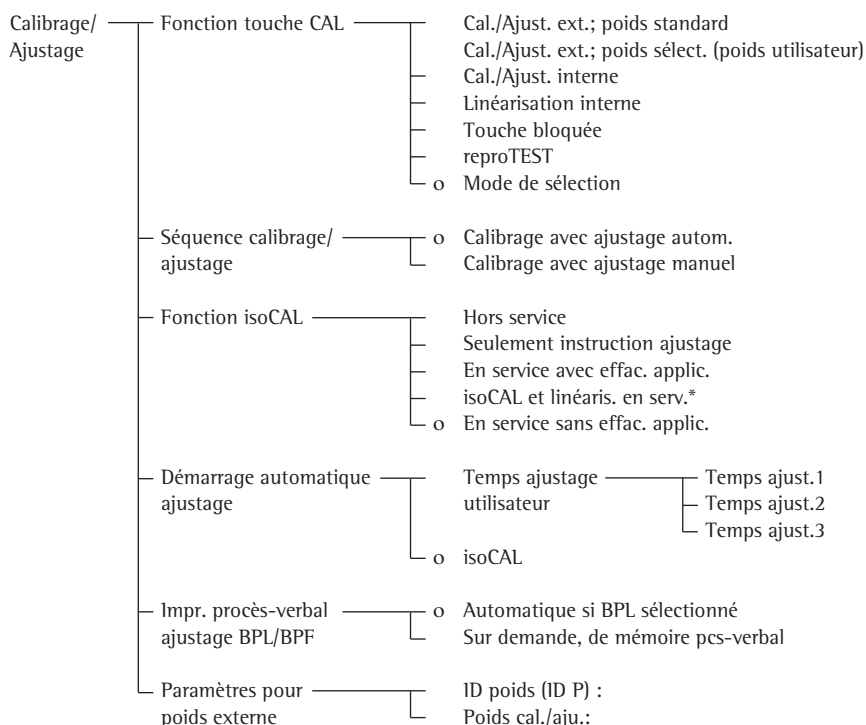 Calibrage/ Fonction touche CAL Cal./Ajust. ext.; poids standard
Ajustage Cal./Ajust. ext.; poids sélect. (poids utilisateur)
Cal./Ajust. interne
Linéarisation interne
Touche bloquée
reproTEST
o Mode de sélection
Séquence calibrage/ o Calibrage avec ajustage autom.
ajustage Calibrage avec ajustage manuel
Fonction isoCAL Hors service
Seulement instruction ajustage
En service avec effac. applic.
isoCAL et linéaris. en serv.*
o En service sans effac. applic.
Démarrage automatique Temps ajustage Temps ajust.1
ajustage utilisateur Temps ajust.2
Temps ajust.3
o isoCAL
Impr. procès-verbal o Automatique si BPL sélectionné
ajustage BPL/BPF Sur demande, de mémoire pcs-verbal
Paramètres pour ID poids (ID P) :
poids externe Poids cal./aju.: